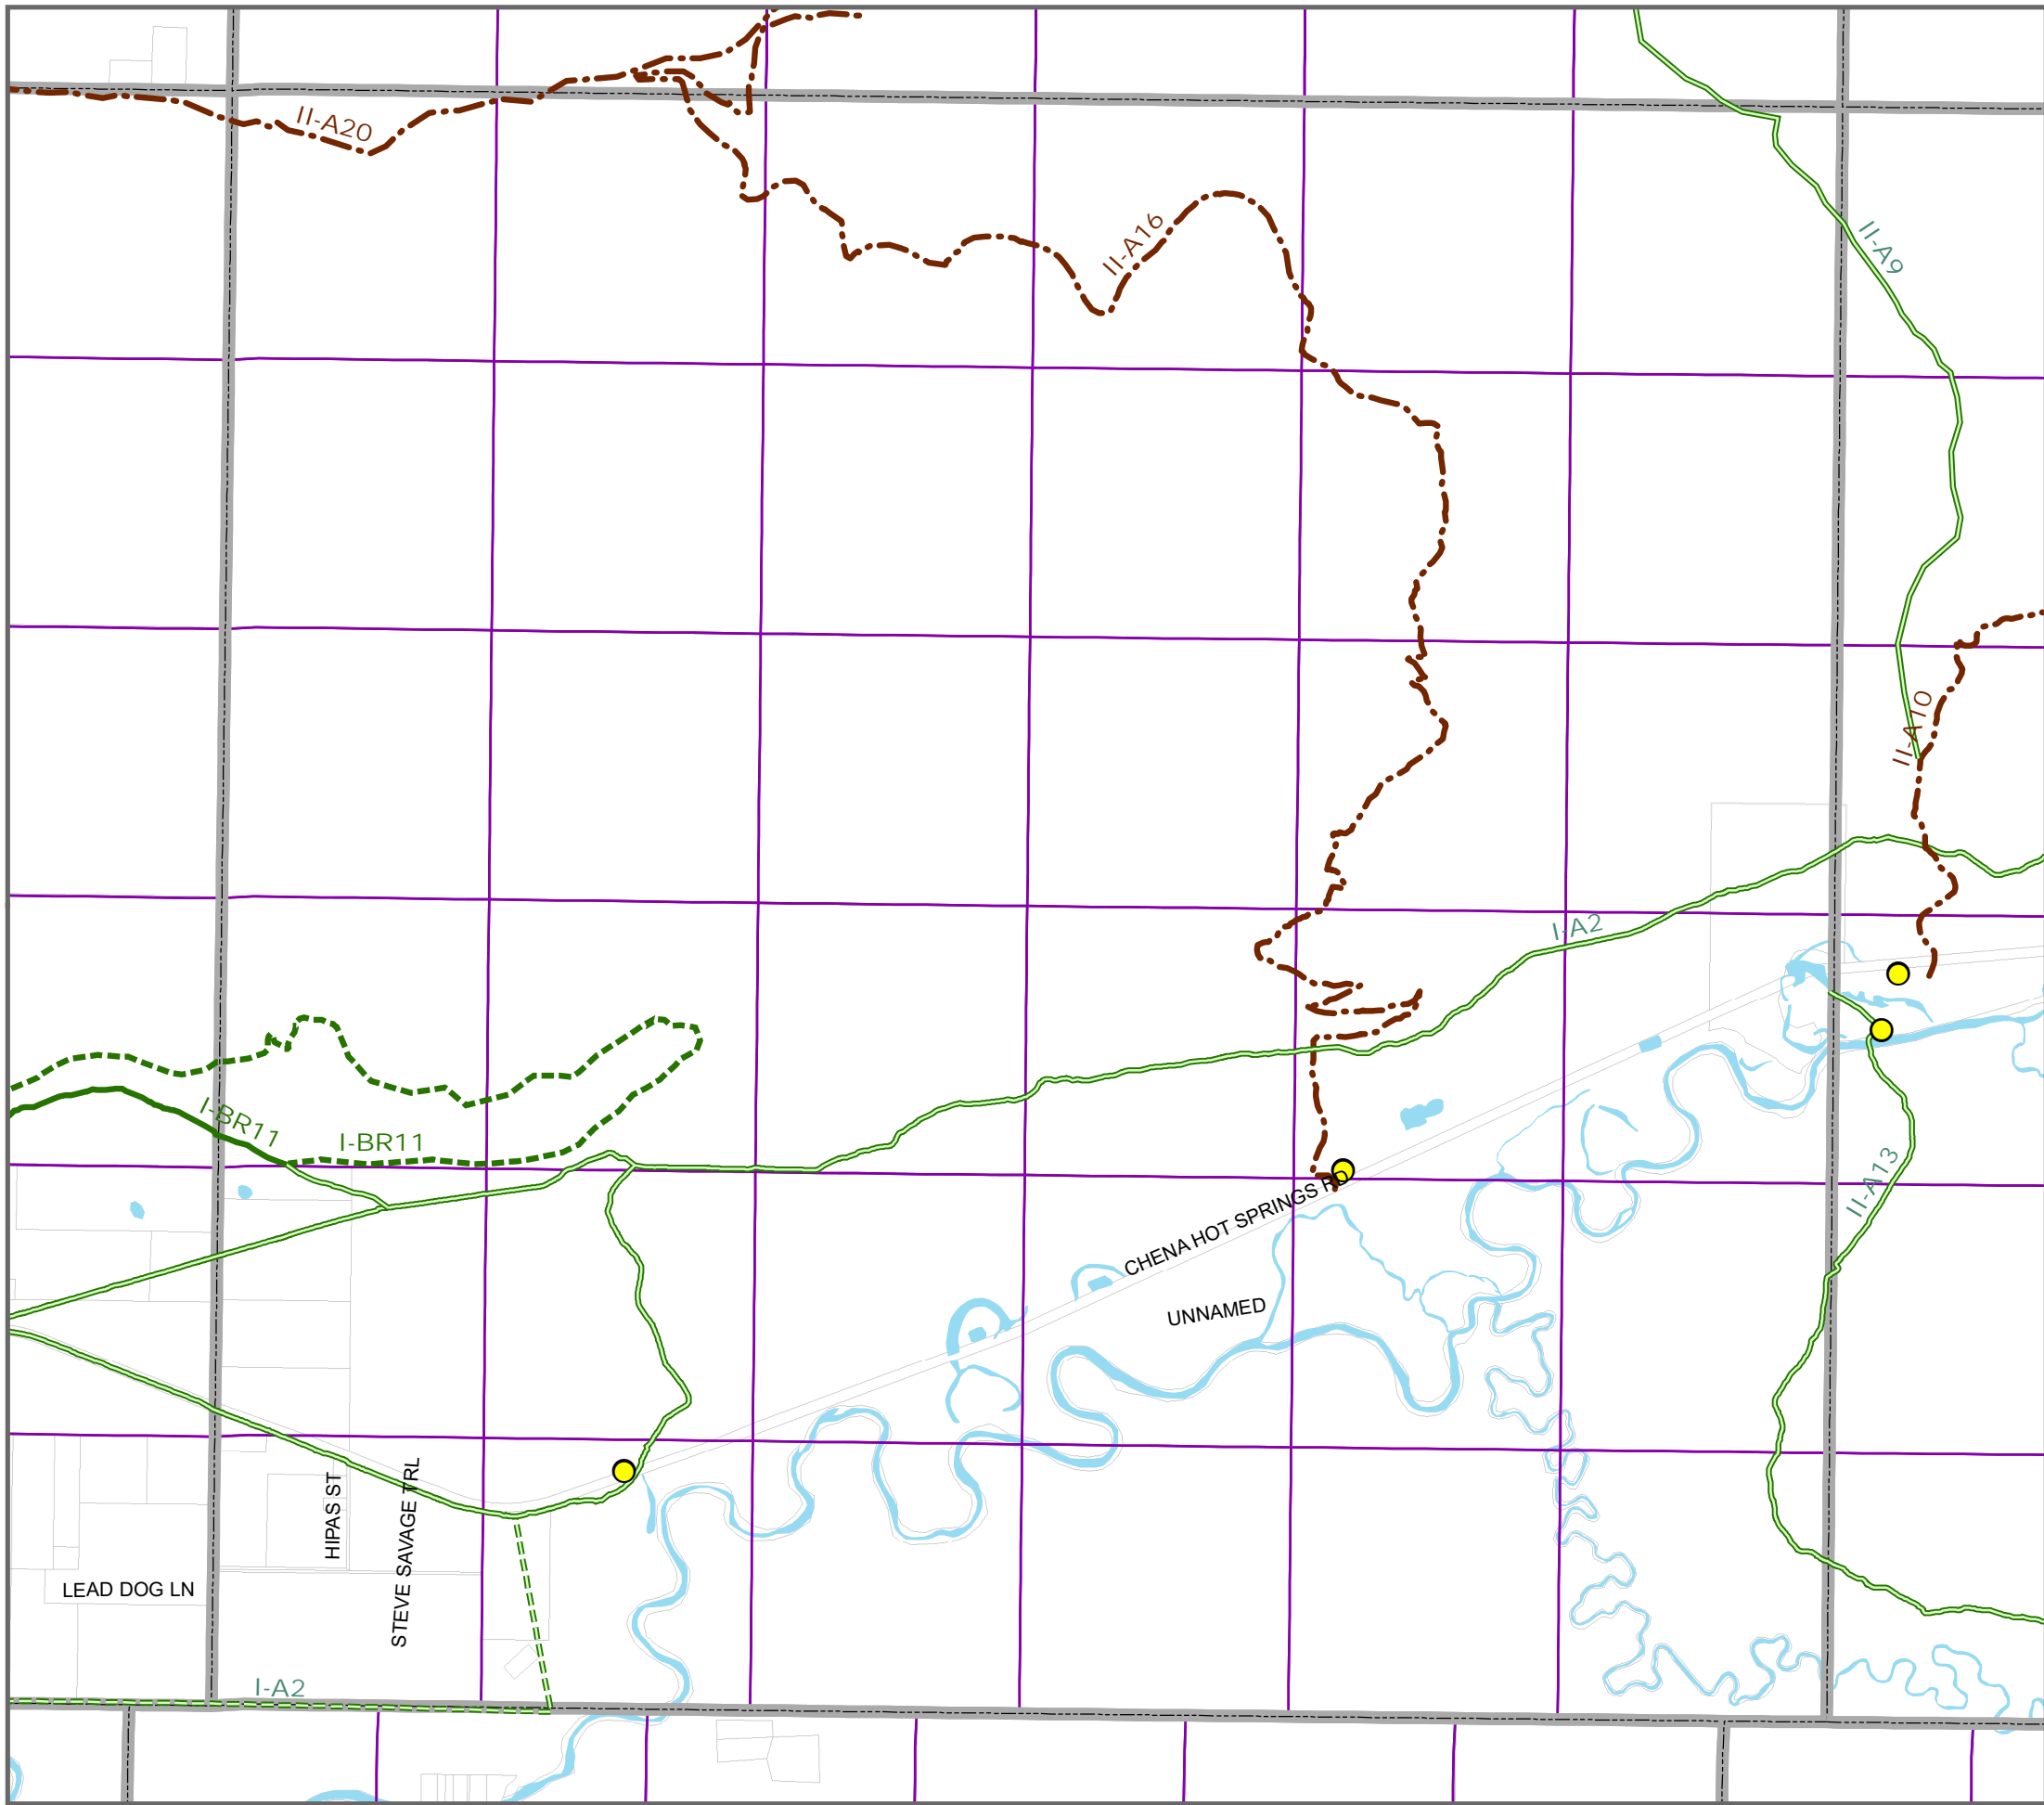 II-A20
II-A16
II-A9
II-A10
I-A2
I-BR11
I-BR11
II-A13
CHENA HOT SPRINGS RD
UNNAMED
HIPAS ST
STEVE SAVAGE TRL
LEAD DOG LN
I-A2